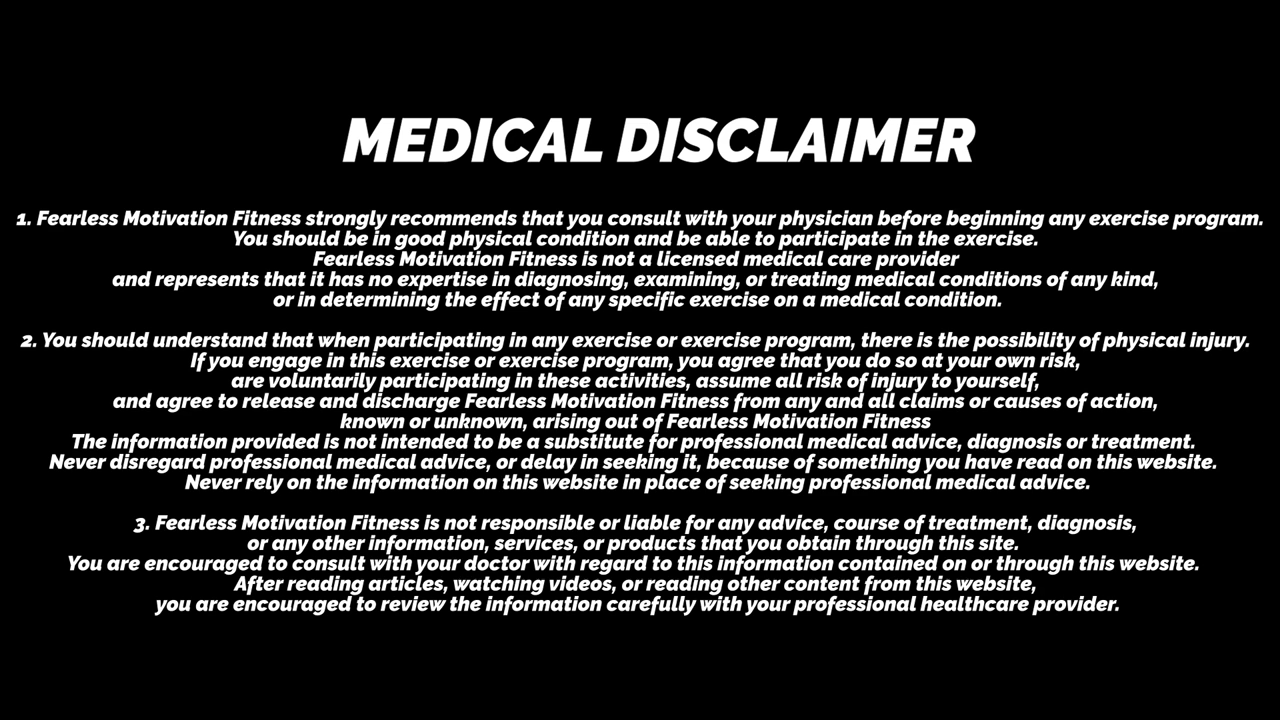 MEDICAL DISCLAIMER
1. Fearless Motivation Fitness strongly recommends that you consult with your physician before beginning any exercise program.
You should be in good physical condition and be able to participate in the exercise.
Fearless Motivation Fitness is not a licensed medical care provider
and represents that it has no expertise in diagnosing, examining, or treating medical conditions of any kind,
or in determining the effect of any specific exercise on a medical condition.
2. You should understand that when participating in any exercise or exercise program, there is the possibility of physical injury.
If you engage in this exercise or exercise program, you agree that you do so at your own risk,
are voluntarily participating in these activities, assume all risk of injury to yourself,
and agree to release and discharge Fearless Motivation Fitness from any and all claims or causes of action,
known or unknown, arising out of Fearless Motivation Fitness
The information provided is not intended to be a substitute for professional medical advice, diagnosis or treatment.
Never disregard professional medical advice, or delay in seeking it, because of something you have read on this website.
Never rely on the information on this website in place of seeking professional medical advice.
3. Fearless Motivation Fitness is not responsible or liable for any advice, course of treatment, diagnosis,
or any other information, services, or products that you obtain through this site.
You are encouraged to consult with your doctor with regard to this information contained on or through this website.
After reading articles, watching videos, or reading other content from this website,
you are encouraged to review the information carefully with your professional healthcare provider.